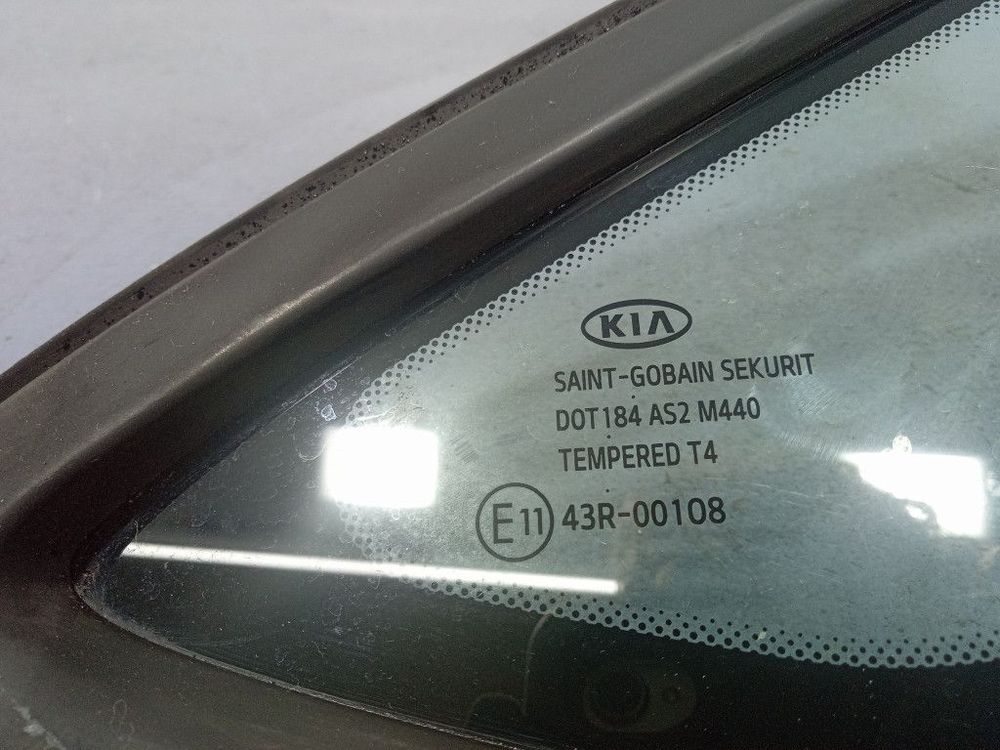 KIA
SAINT-GOBAIN SEKURIT
DOT184 AS2 M440
TEMPERED T4
E11 43R-00108